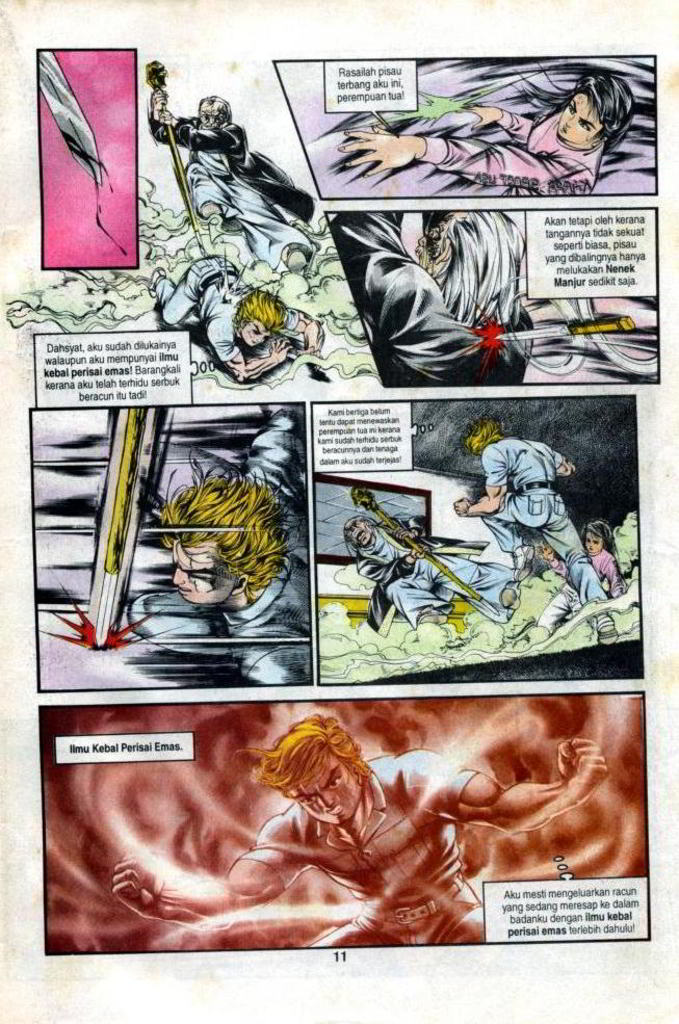 Rasailah pisau
terbang aku ini,
perempuan tua!
Akan tetapi oleh kerana
tangannya tidak sekuat
seperti biasa, pisau
yang dibalingnya hanya
melukakan Nenek
Manjur sedikit saja.
Dahsyat, aku sudah dilukainya
walaupun aku mempunyai ilmu
kebal perisai emas! Barangkali
kerana aku telah terhidu serbuk
beracun itu tadi!
Kami bertiga belum
tentu dapat menewaskan
perempuan tua ini kerana
kami sudah terhidu serbuk
beracunnya dan tenaga
dalam aku sudah terjejas!
Ilmu Kebal Perisai Emas.
Aku mesti mengeluarkan racun
yang sedang meresap ke dalam
badanku dengan ilmu kebal
perisai emas terlebih dahulu!
11